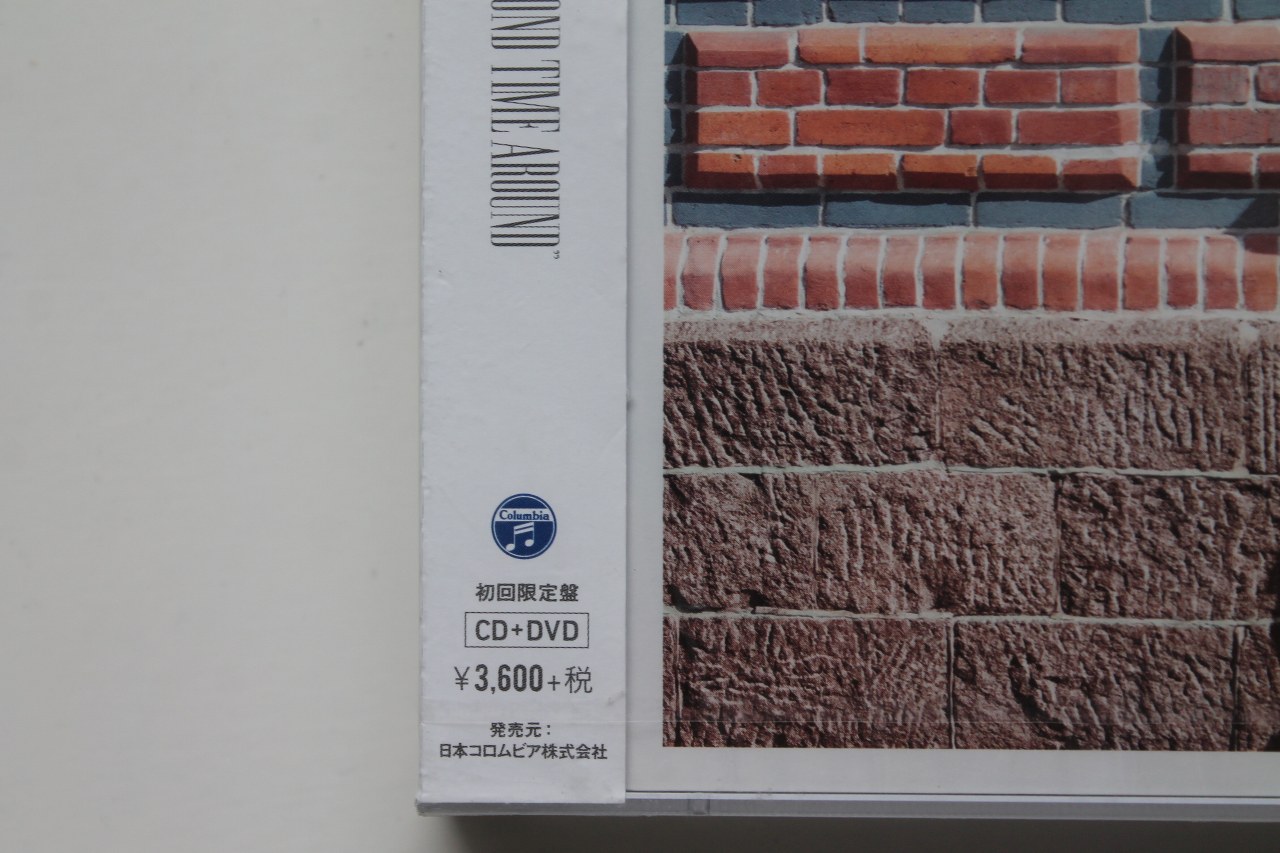 OND TIME AROUND”
Columbia
初回限定盤
CD+DVD
¥3,600+税
発売元：
日本コロムビア株式会社